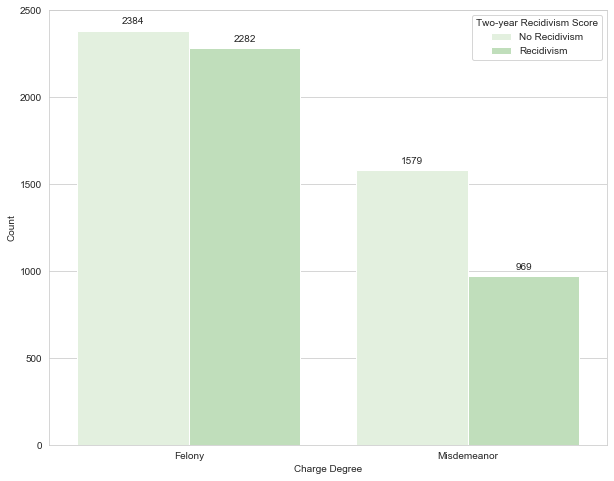 2500
2000
1500
1000
500
0
Count
2384
2282
1579
969
Two-year Recidivism Score
No Recidivism
Recidivism
Felony
Misdemeanor
Charge Degree